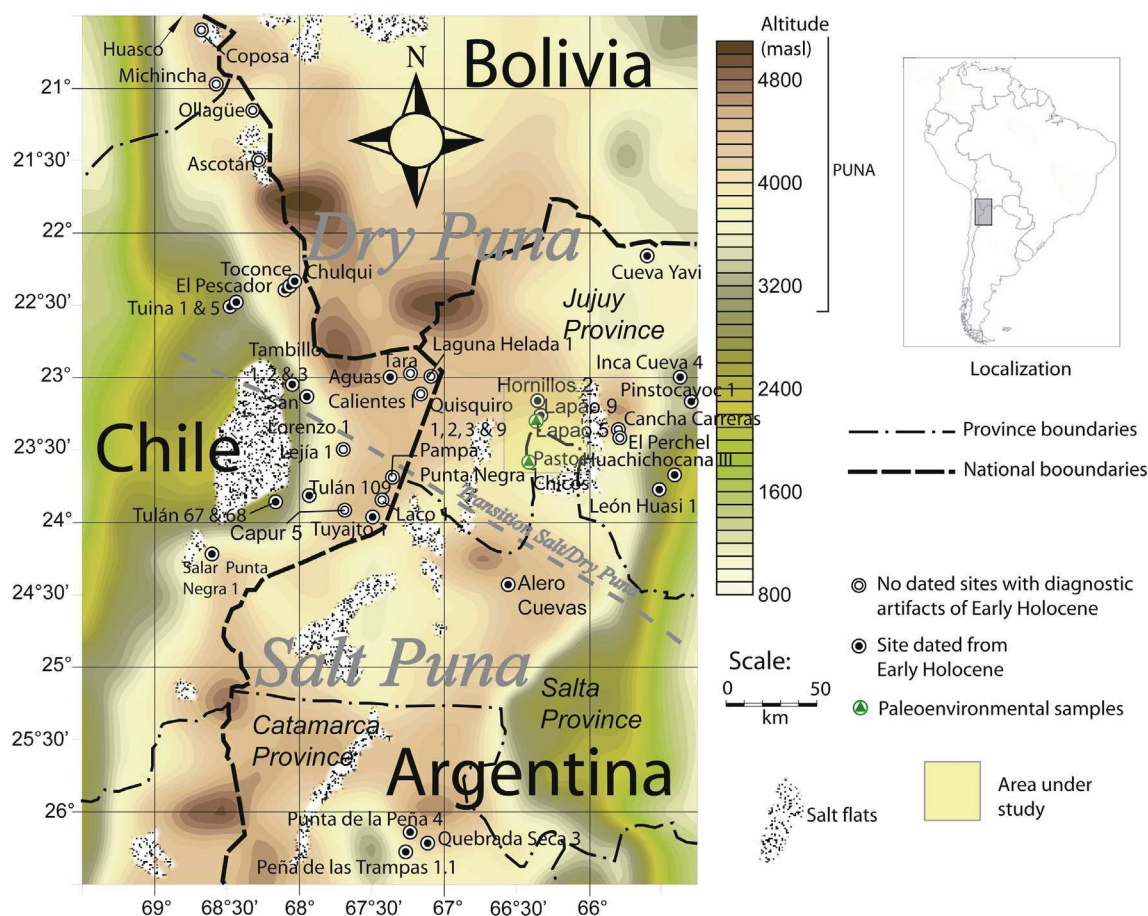 Bolivia
Huasco
Coposa
Michincha
Ollagüe
Ascotán
N
Dry Puna
Toconce
Chulqui
El Pescador
Tuina 1 & 5
Cueva Yavi
Jujuy
Province
Laguna Helada 1
Tambillo
1, 2 & 3
Tara
Aguas
Calientes I
Inca Cueva 4
Hornillos 2
Pinstocayoc 1
San
Lorenzo 1
Quisquiro
1, 2, 3 & 9
Lapao 9
Cancha Carreras
Lapao 5
El Perchel
Chile
Lejía 1
Pampa
Punta Negra 1
Pastos
Chicos
Huachichocana III
Tulán 109
León Huasi 1
Tulán 67 & 68
Capur 5
Tuyajto 1
Laco
Transition Salt/Dry Puna
Salar Punta
Negra 1
Alero
Cuevas
Salt Puna
Salta
Province
Catamarca
Province
Argentina
Punta de la Peña 4
Quebrada Seca 3
Peña de las Trampas 1.1
21°
21°30'
22°
22°30'
23°
23°30'
24°
24°30'
25°
25°30'
26°
69°
68°30'
68°
67°30'
67°
66°30'
66°
Altitude
(masl)
4800
4000
3200
2400
1600
800
PUNA
Scale:
0 50
km
Localization
Province boundaries
National booundaries
No dated sites with diagnostic
artifacts of Early Holocene
Site dated from
Early Holocene
Paleoenvironmental samples
Salt flats
Area under
study